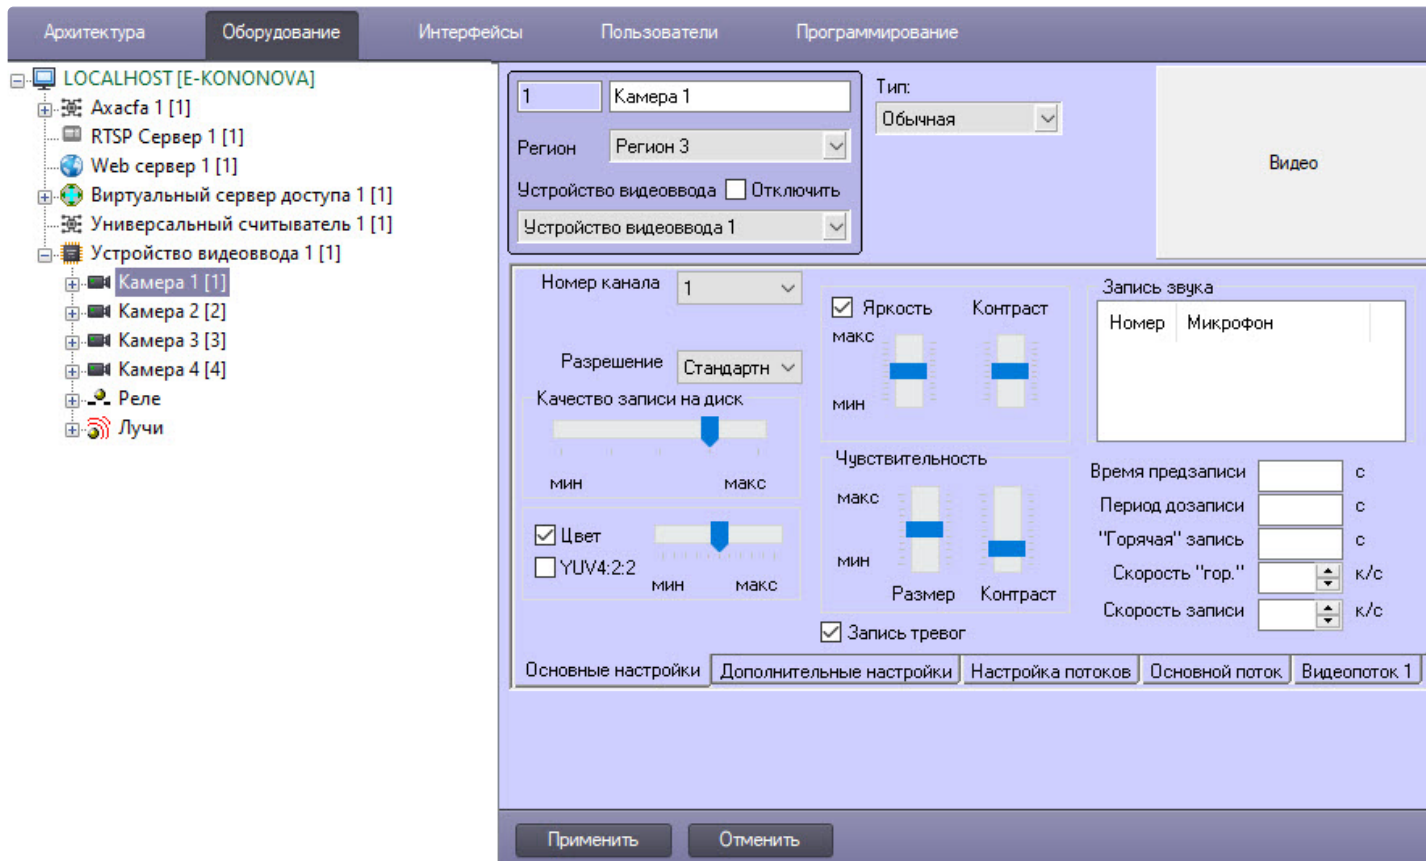 Архитектура Оборудование Интерфейсы Пользователи Программирование
LOCALHOST [E-KONONOVA]
Axacfa 1 [1]
RTSP Сервер 1 [1]
Web сервер 1 [1]
Виртуальный сервер доступа 1 [1]
Универсальный считыватель 1 [1]
Устройство видеоввода 1 [1]
Камера 1 [1]
Камера 2 [2]
Камера 3 [3]
Камера 4 [4]
Реле
Лучи
1 Камера 1
Регион Регион 3
Устройство видеоввода Отключить
Устройство видеоввода 1
Тип:
Обычная
Видео
Номер канала 1
Разрешение Стандартн
Качество записи на диск
мин макс
Цвет
YUV4:2:2
мин макс
Яркость Контраст
макс
мин
Чувствительность
макс
мин
Размер Контраст
Запись тревог
Запись звука
Номер Микрофон
Время предзаписи с
Период дозаписи с
"Горячая" запись с
Скорость "гор." к/с
Скорость записи к/с
Основные настройки Дополнительные настройки Настройка потоков Основной поток Видеопоток 1
Применить Отменить